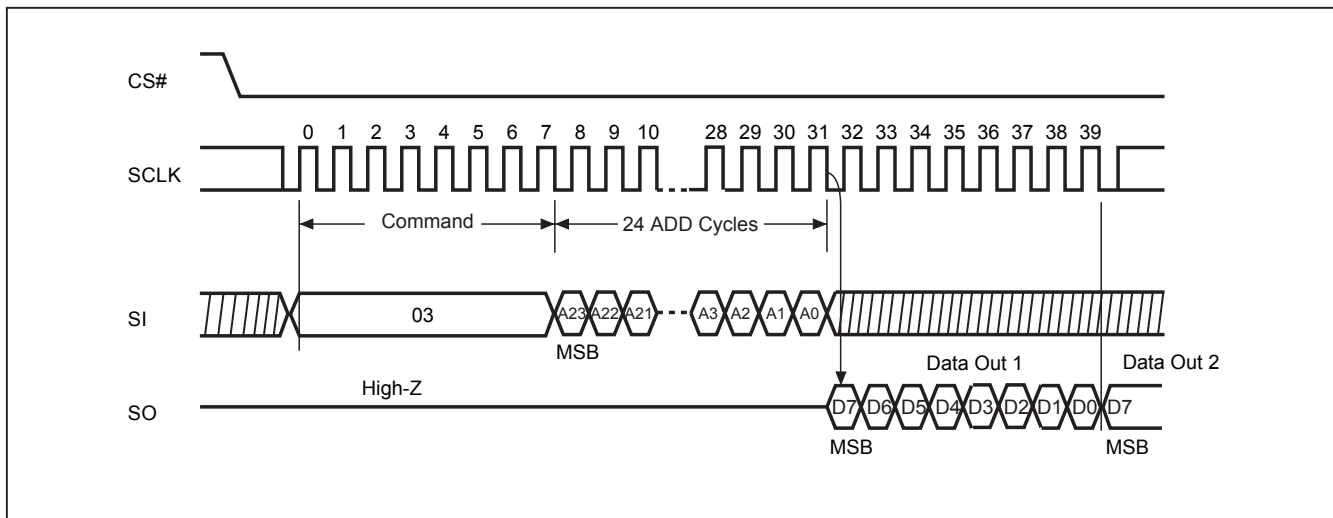 CS#
0 1 2 3 4 5 6 7 8 9 10 28 29 30 31 32 33 34 35 36 37 38 39
SCLK
Command 24 ADD Cycles
SI 03 A23 A22 A21 A3 A2 A1 A0
MSB
Data Out 1 Data Out 2
High-Z
SO D7 D6 D5 D4 D3 D2 D1 D0 D7
MSB MSB